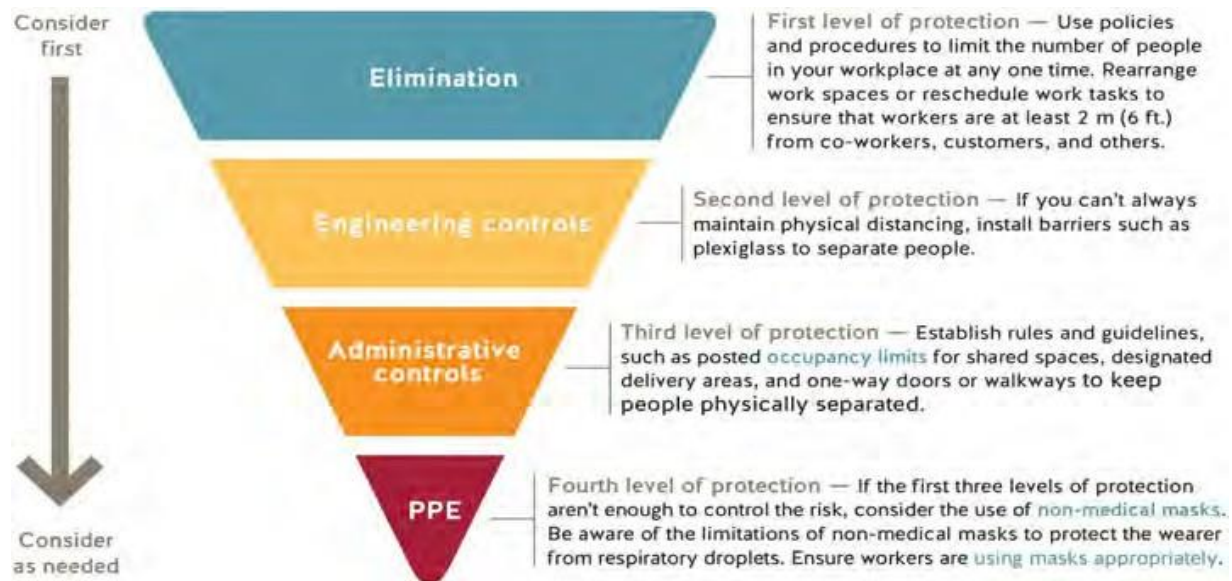 Consider
first
Elimination
First level of protection — Use policies
and procedures to limit the number of people
in your workplace at any one time. Rearrange
work spaces or reschedule work tasks to
ensure that workers are at least 2 m (6 ft.)
from co-workers, customers, and others.
Engineering controls
Second level of protection — If you can't always
maintain physical distancing, install barriers such as
plexiglass to separate people.
Administrative
controls
Third level of protection — Establish rules and guidelines,
such as posted occupancy limits for shared spaces, designated
delivery areas, and one-way doors or walkways to keep
people physically separated.
PPE
Fourth level of protection — If the first three levels of protection
aren't enough to control the risk, consider the use of non-medical masks.
Be aware of the limitations of non-medical masks to protect the wearer
from respiratory droplets. Ensure workers are using masks appropriately.
Consider
as needed